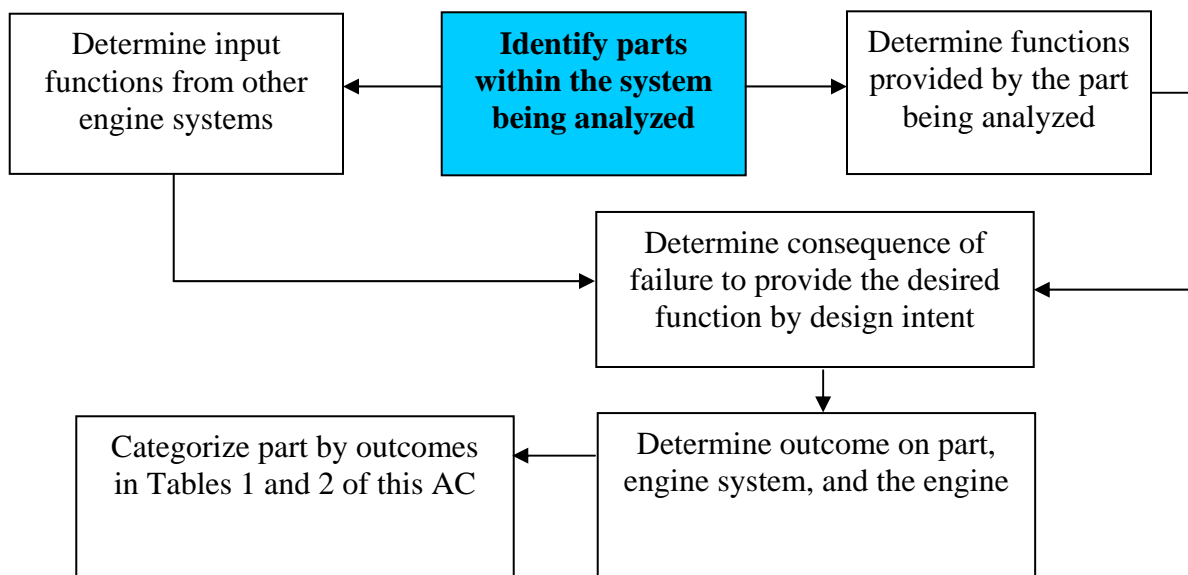 Determine input
functions from other
engine systems
Identify parts
within the system
being analyzed
Determine functions
provided by the part
being analyzed
Determine consequence of
failure to provide the desired
function by design intent
Determine outcome on part,
engine system, and the engine
Categorize part by outcomes
in Tables 1 and 2 of this AC